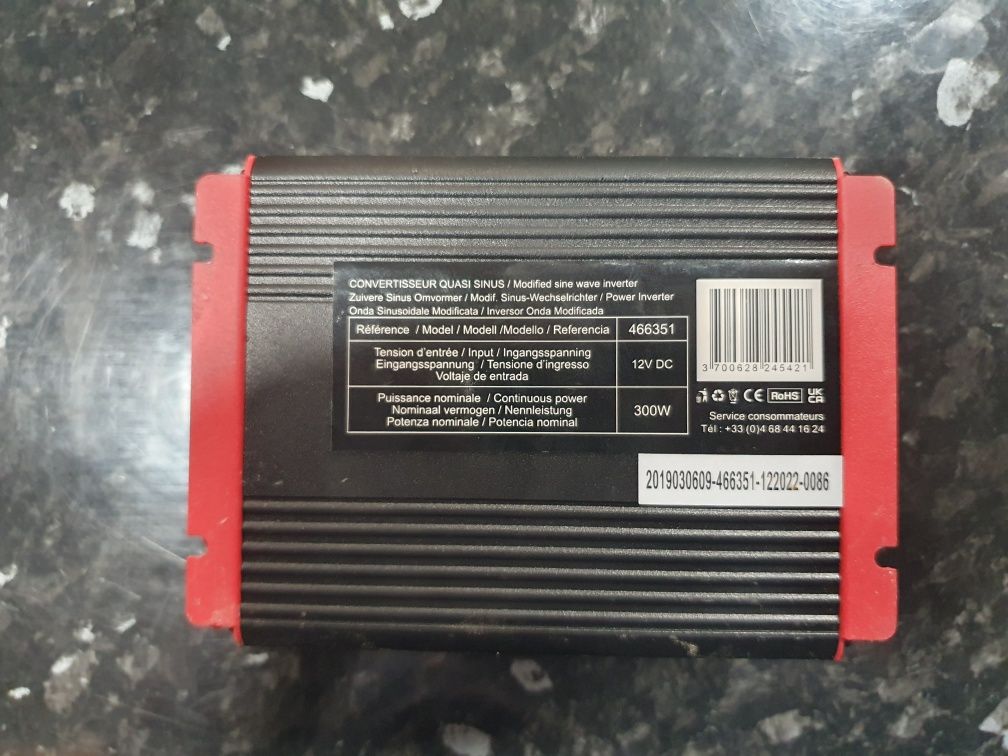 CONVERTISSEUR QUASI SINUS / Modified sine wave inverter
Zuivere Sinus Omvormer / Modif. Sinus-Wechselrichter / Power Inverter
Onda Sinusoidale Modificata / Inversor Onda Modificada
Référence / Model / Modell /Modello / Referencia 466351
Tension d'entrée / Input / Ingangsspanning
Eingangsspannung / Tensione d'ingresso
Voltaje de entrada
12V DC
Puissance nominale / Continuous power
Nominaal vermogen / Nennleistung
Potenza nominale / Potencia nominal
300W
3 700628 245421
CE RoHS UK CA
Service consommateurs
Tél : +33 (0)4 68 44 16 24
2019030609-466351-122022-0086